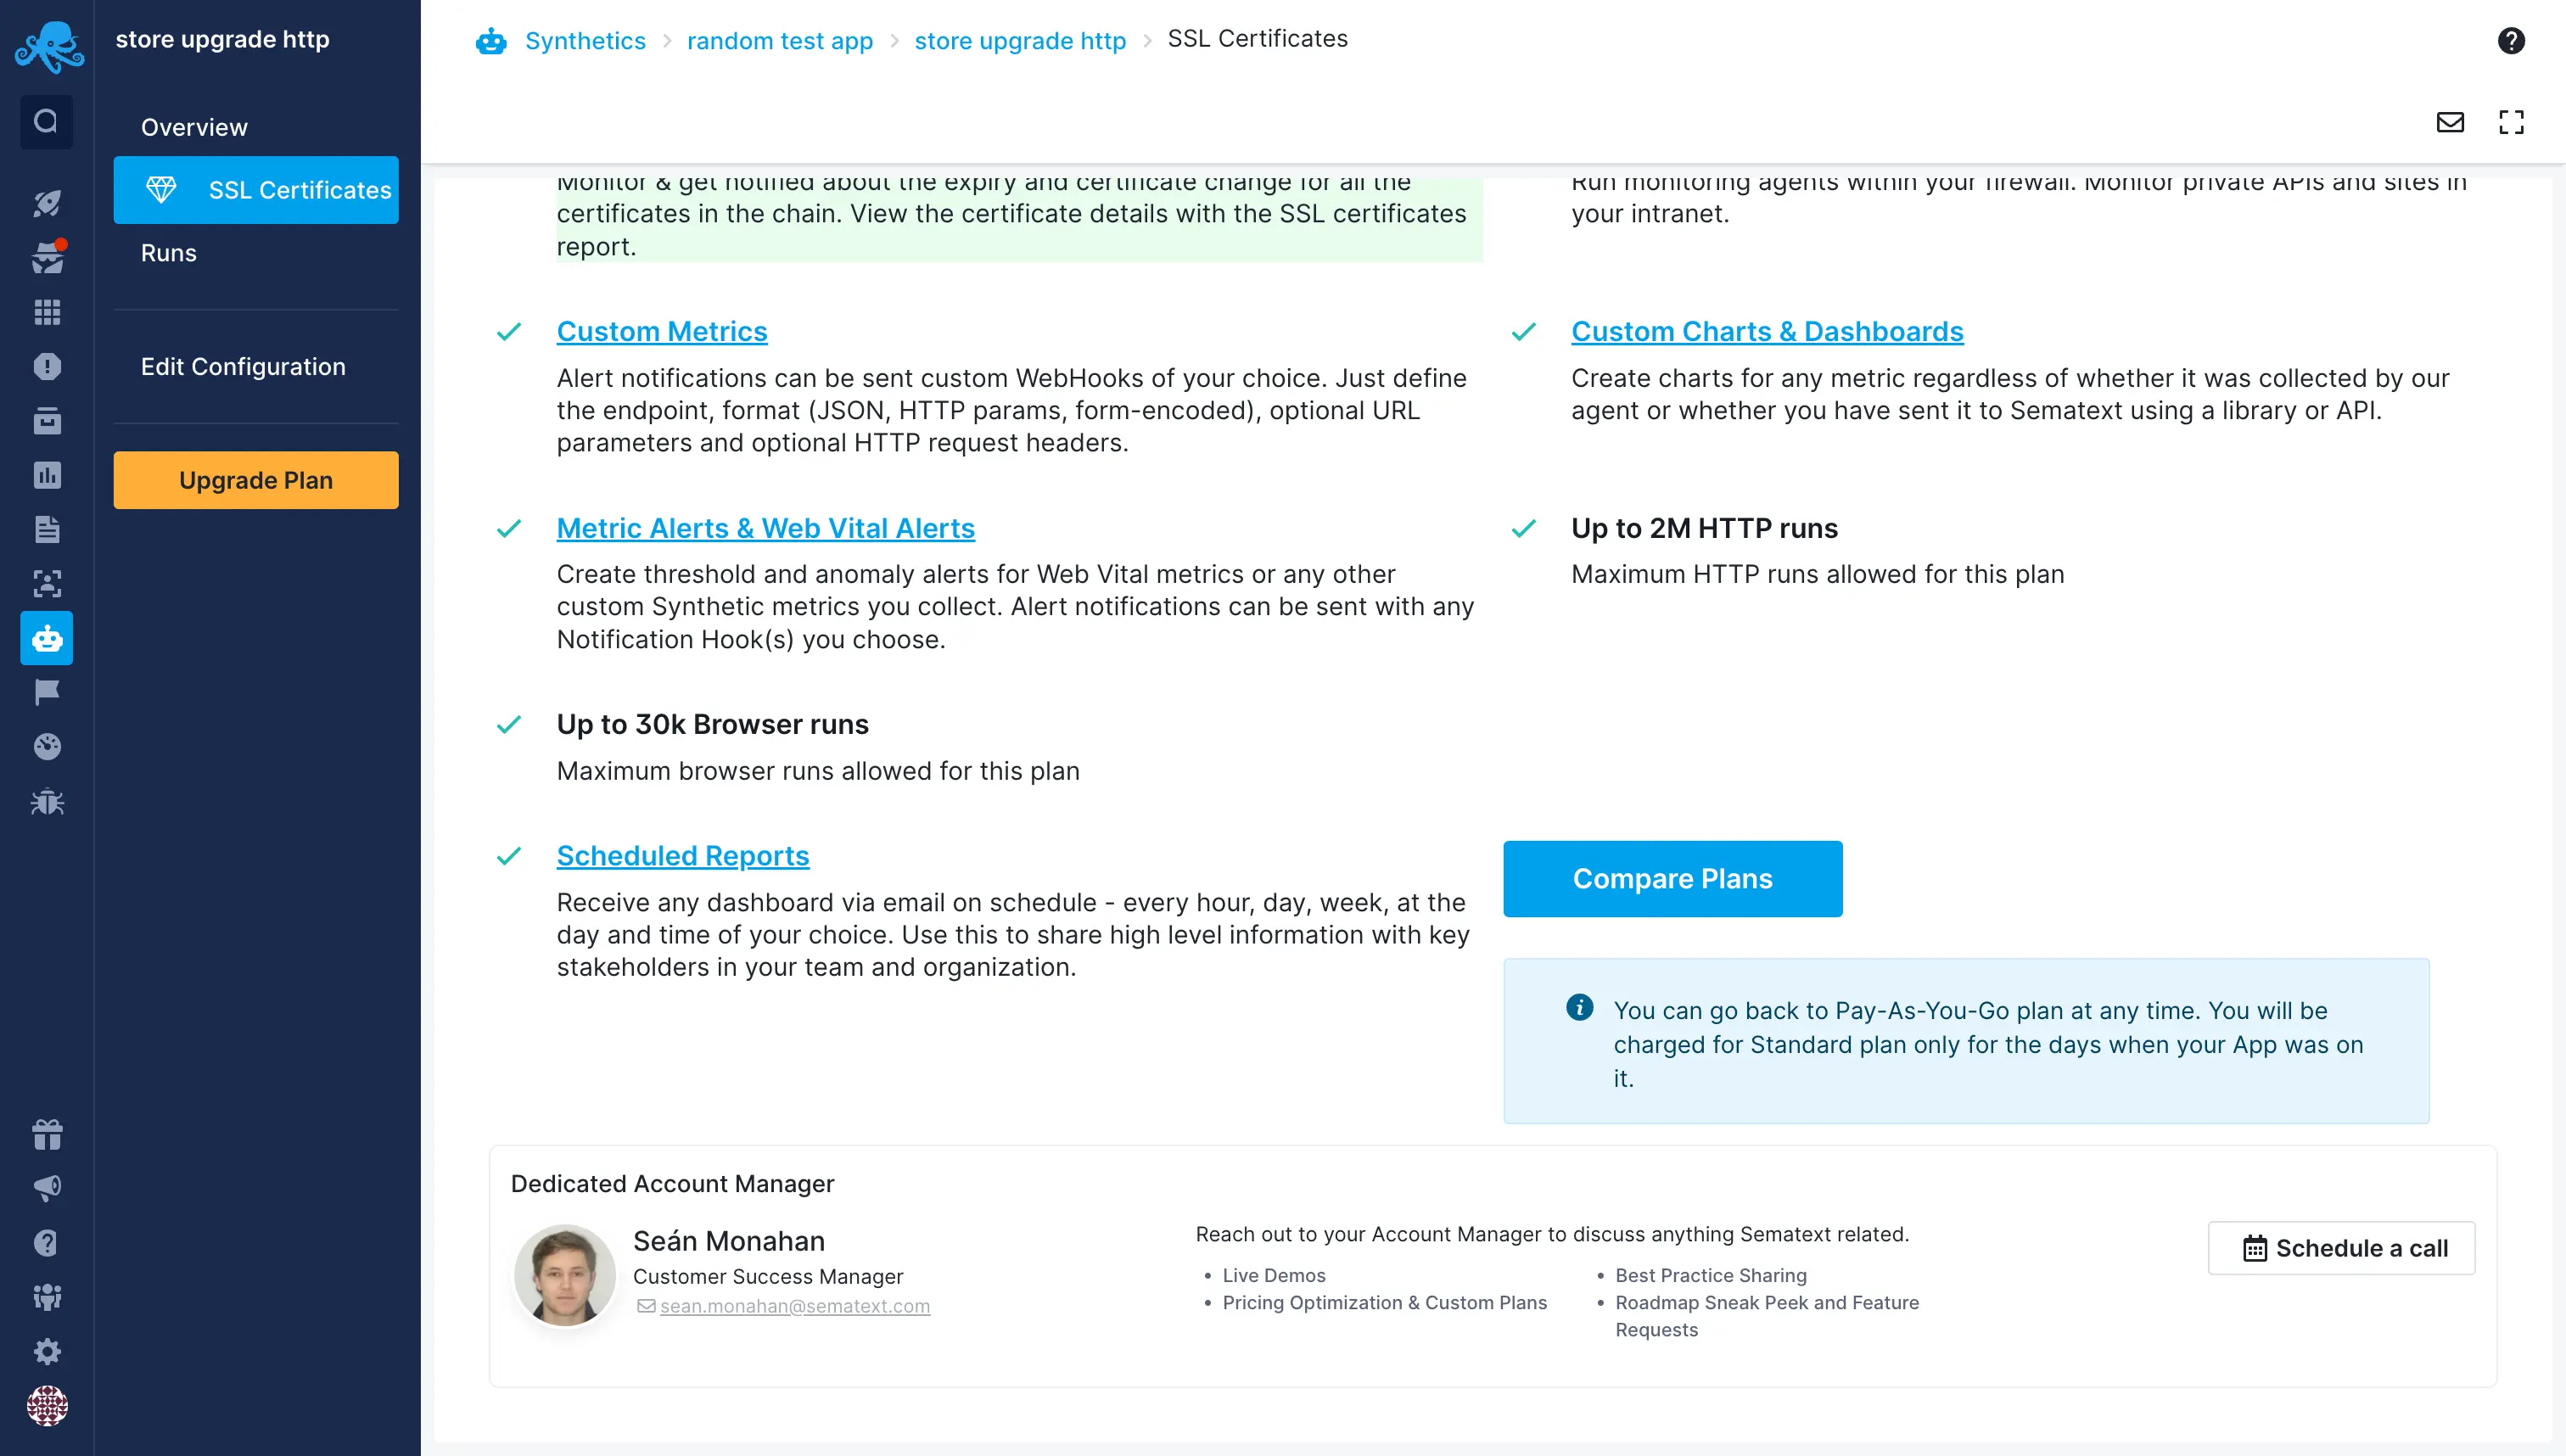 store upgrade http
Overview
SSL Certificates
Runs
Edit Configuration
Upgrade Plan
Synthetics
random test app
store upgrade http
SSL Certificates
Monitor & get notified about the expiry and certificate change for all the
certificates in the chain. View the certificate details with the SSL certificates
report.
Run monitoring agents within your firewall. Monitor private APIs and sites in
your intranet.
Custom Metrics
Alert notifications can be sent custom WebHooks of your choice. Just define
the endpoint, format (JSON, HTTP params, form-encoded), optional URL
parameters and optional HTTP request headers.
Custom Charts & Dashboards
Create charts for any metric regardless of whether it was collected by our
agent or whether you have sent it to Sematext using a library or API.
Metric Alerts & Web Vital Alerts
Create threshold and anomaly alerts for Web Vital metrics or any other
custom Synthetic metrics you collect. Alert notifications can be sent with any
Notification Hook(s) you choose.
Up to 2M HTTP runs
Maximum HTTP runs allowed for this plan
Up to 30k Browser runs
Maximum browser runs allowed for this plan
Scheduled Reports
Receive any dashboard via email on schedule - every hour, day, week, at the
day and time of your choice. Use this to share high level information with key
stakeholders in your team and organization.
Compare Plans
You can go back to Pay-As-You-Go plan at any time. You will be
charged for Standard plan only for the days when your App was on
it.
Dedicated Account Manager
Seán Monahan
Customer Success Manager
sean.monahan@sematext.com
Reach out to your Account Manager to discuss anything Sematext related.
• Live Demos
• Pricing Optimization & Custom Plans
• Best Practice Sharing
• Roadmap Sneak Peek and Feature
Requests
Schedule a call